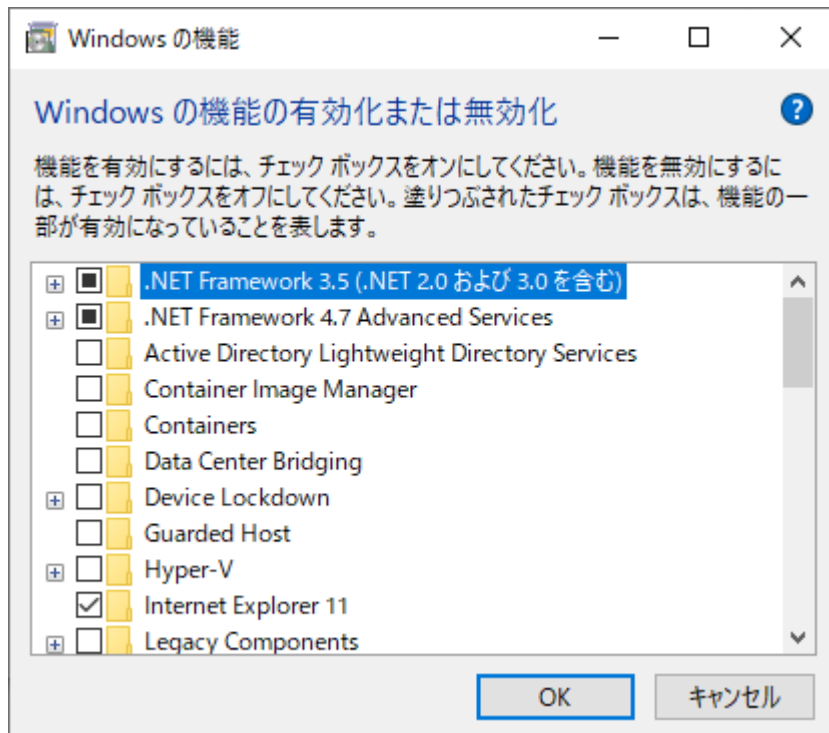 Windows の機能
Windows の機能の有効化または無効化
?
機能を有効にするには、チェック ボックスをオンにしてください。機能を無効にするに
は、チェック ボックスをオフにしてください。塗りつぶされたチェック ボックスは、機能の一
部が有効になっていることを表します。
.NET Framework 3.5 (.NET 2.0 および 3.0 を含む)
.NET Framework 4.7 Advanced Services
Active Directory Lightweight Directory Services
Container Image Manager
Containers
Data Center Bridging
Device Lockdown
Guarded Host
Hyper-V
Internet Explorer 11
Legacy Components
OK
キャンセル